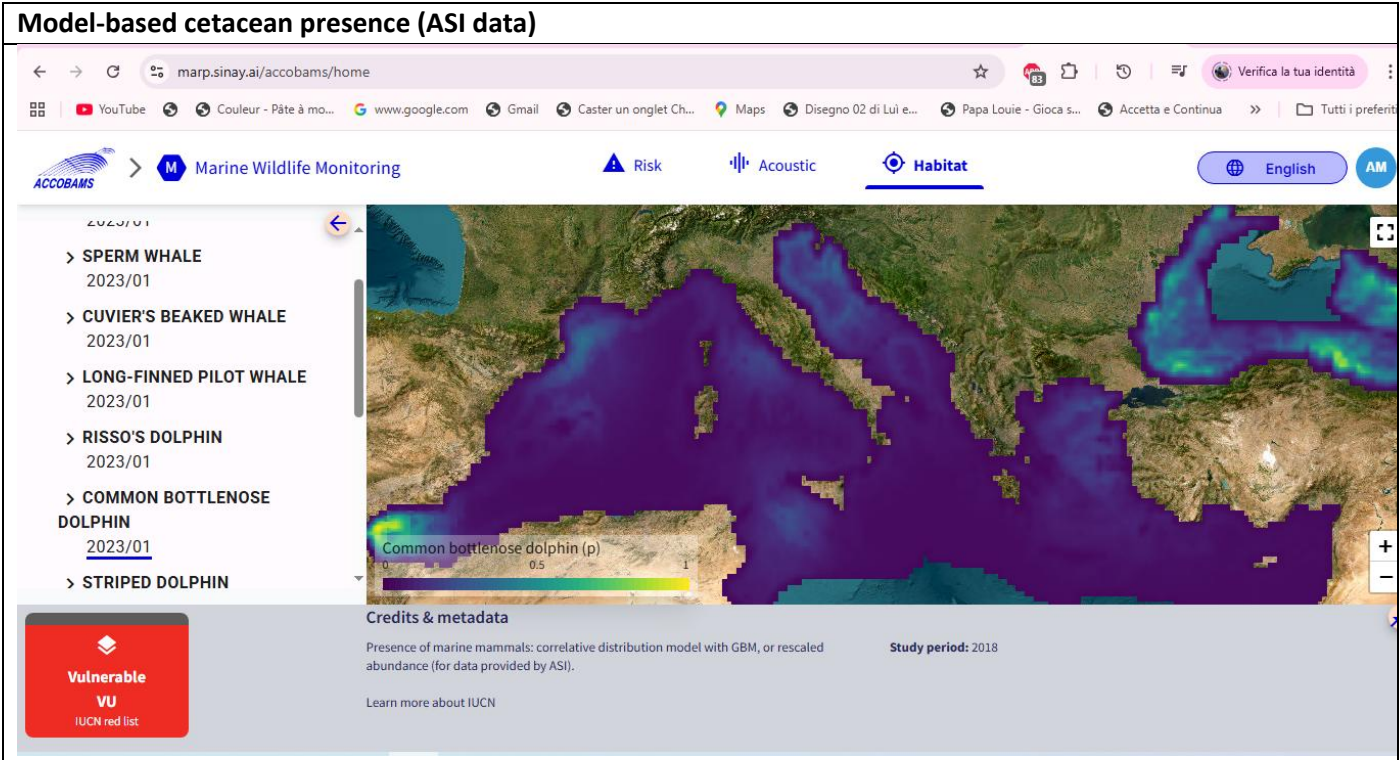 Model-based cetacean presence (ASI data)
marp.sinay.ai/accobams/home
83
Verifica la tua identità
YouTube
Couleur - Pâte à mo...
www.google.com
Gmail
Caster un onglet Ch...
Maps
Disegno 02 di Lui e...
Papa Louie - Gioca s...
Accetta e Continua
»
Tutti i preferiti
ACCOBAMS
M
Marine Wildlife Monitoring
Risk
Acoustic
Habitat
English
AM
2023/01
SPERM WHALE
2023/01
CUVIER'S BEAKED WHALE
2023/01
LONG-FINNED PILOT WHALE
2023/01
RISSO'S DOLPHIN
2023/01
COMMON BOTTLENOSE
DOLPHIN
2023/01
STRIPED DOLPHIN
Common bottlenose dolphin (p)
0 0.5 1
+
−
Vulnerable
VU
IUCN red list
Credits & metadata
Presence of marine mammals: correlative distribution model with GBM, or rescaled
abundance (for data provided by ASI).
Learn more about IUCN
Study period: 2018